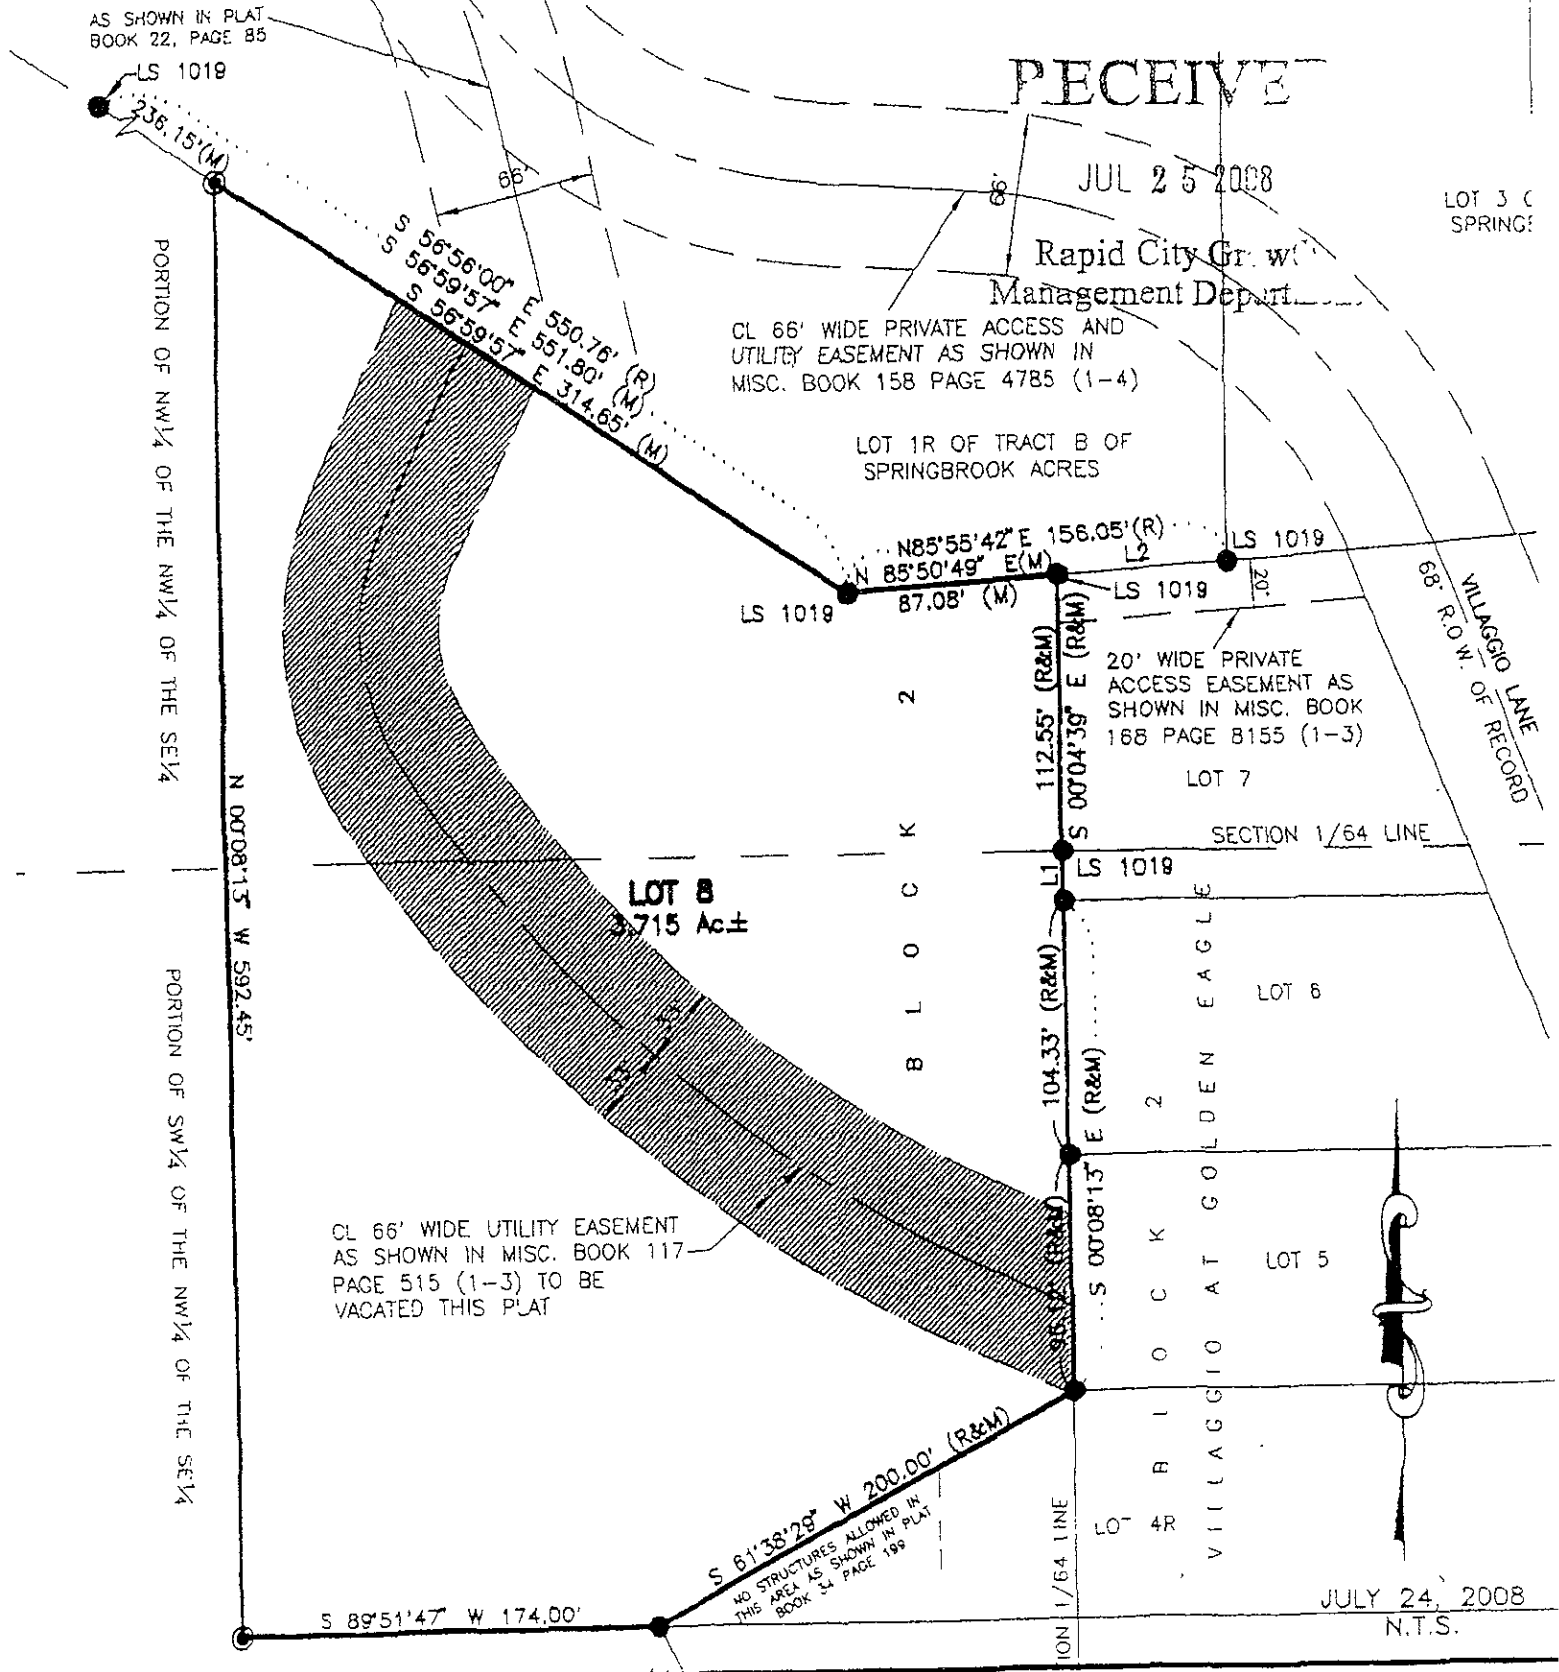 AS SHOWN IN PLAT
BOOK 22, PAGE 85
LS 1019
236.15'(M)
66'
RECEIVE
JUL 25 2008
Rapid City
Management
68'
LOT 3
CL 66' WIDE PRIVATE ACCESS AND
UTILITY EASEMENT AS SHOWN IN
MISC. BOOK 158 PAGE 4785 (1-4)
S 56°56'00" E 550.76' (R)
S 56°59'57" E 551.80' (M)
S 56°59'57" E 314.65' (M)
LOT 1R OF TRACT B OF
SPRINGBROOK ACRES
N85°55'42"E 156.05'(R)
N 85°50'49" E(M)
87.08' (M)
L2
LS 1019
LS 1019
LS 1019
20'
VILLAGGIO LANE
68' R.O.W. OF RECORD
20' WIDE PRIVATE
ACCESS EASEMENT AS
SHOWN IN MISC. BOOK
168 PAGE 8155 (1-3)
112.55' (R&M)
S 00°04'39" E (R&M)
LOT 7
SECTION 1/64 LINE
L1
LS 1019
PORTION OF NW¼ OF THE NW¼ OF THE SE¼
N 00°08'13" W 592.45'
LOT 8
3.715 Ac.±
BLOCK 2
104.33' (R&M)
LOT 6
33'
33'
S 00°08'13" E (R&M)
BLOCK 2
VILLAGGIO AT GOLDEN EAGLE
PORTION OF SW¼ OF THE NW¼ OF THE SE¼
CL 66' WIDE UTILITY EASEMENT
AS SHOWN IN MISC. BOOK 117
PAGE 515 (1-3) TO BE
VACATED THIS PLAT
(R&M)
LOT 5
S 61°38'29" W 200.00' (R&M)
NO STRUCTURES ALLOWED IN
THIS AREA AS SHOWN IN PLAT
BOOK 34 PAGE 199
LOT 4R
TION 1/64 LINE
S 89°51'47" W 174.00'
JULY 24, 2008
N.T.S.